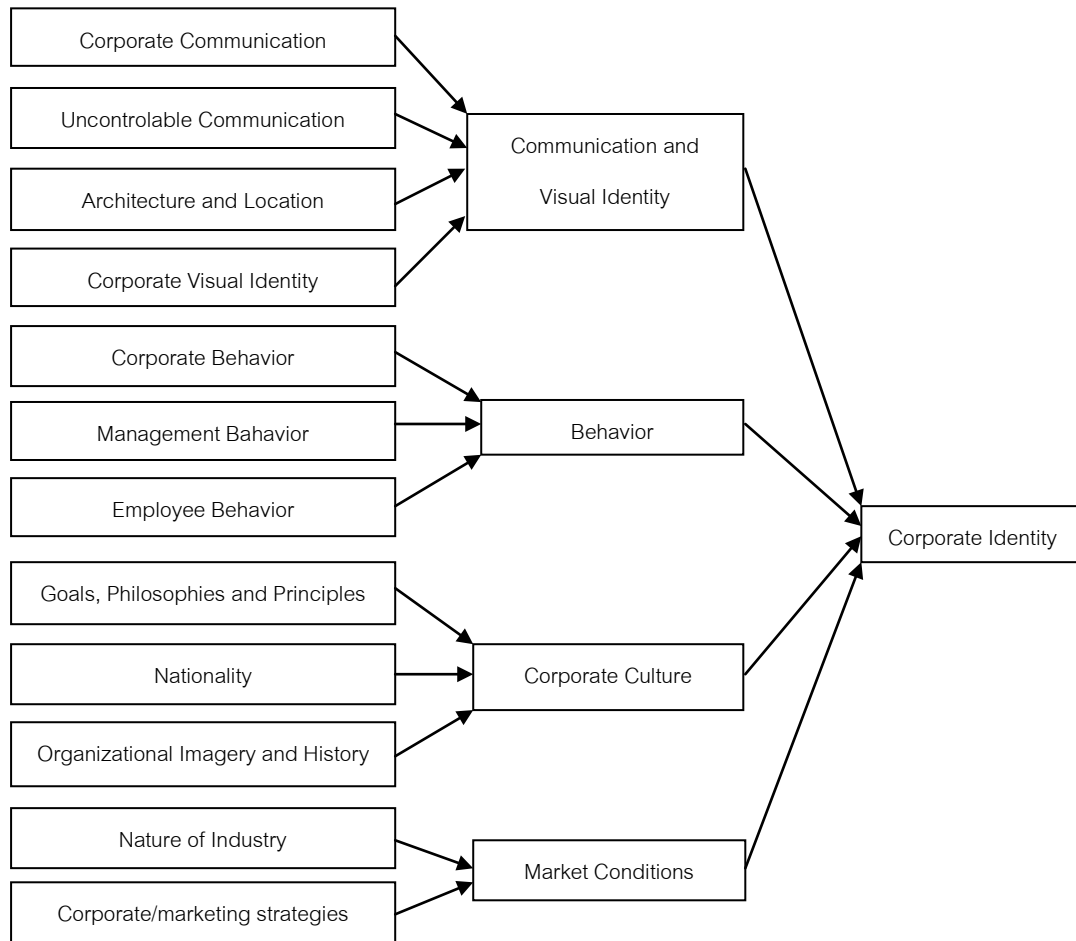 Corporate Communication
Uncontrolable Communication
Architecture and Location
Corporate Visual Identity
Corporate Behavior
Management Bahavior
Employee Behavior
Goals, Philosophies and Principles
Nationality
Organizational Imagery and History
Nature of Industry
Corporate/marketing strategies
Communication and
Visual Identity
Behavior
Corporate Culture
Market Conditions
Corporate Identity